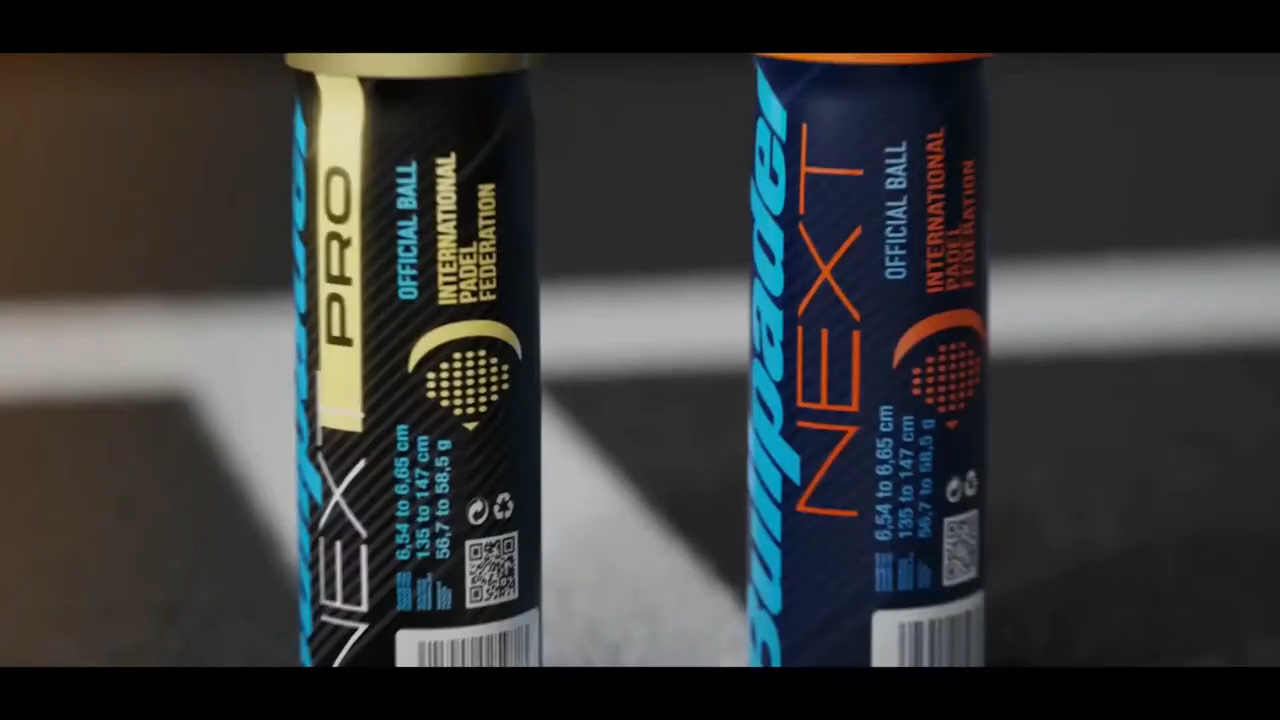 Bullpadel
NEXT
PRO
OFFICIAL BALL
INTERNATIONAL
PADEL
FEDERATION
6,54 to 6,65 cm
135 to 147 cm
56,7 to 58,5 g
Bullpadel
NEXT
OFFICIAL BALL
INTERNATIONAL
PADEL
FEDERATION
6,54 to 6,65 cm
135 to 147 cm
56,7 to 58,5 g